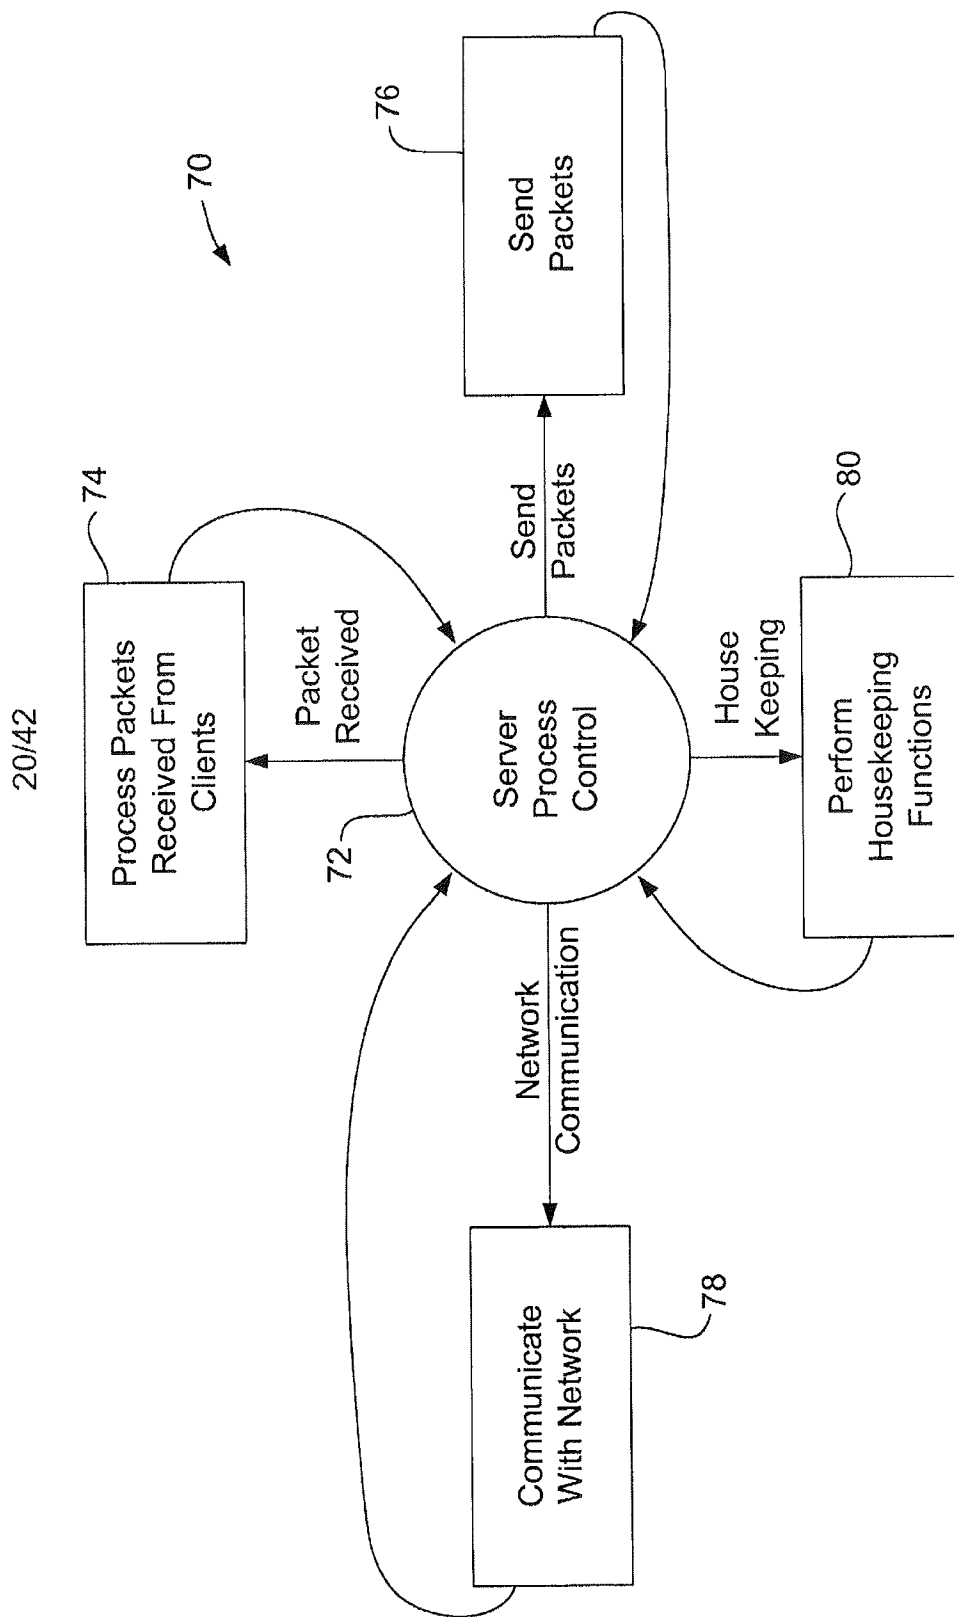 20/42
70
74
Process Packets
Received From
Clients
Packet
Received
72
Server
Process
Control
Network
Communication
Communicate
With Network
78
Send
Packets
76
Send
Packets
House
Keeping
80
Perform
Housekeeping
Functions